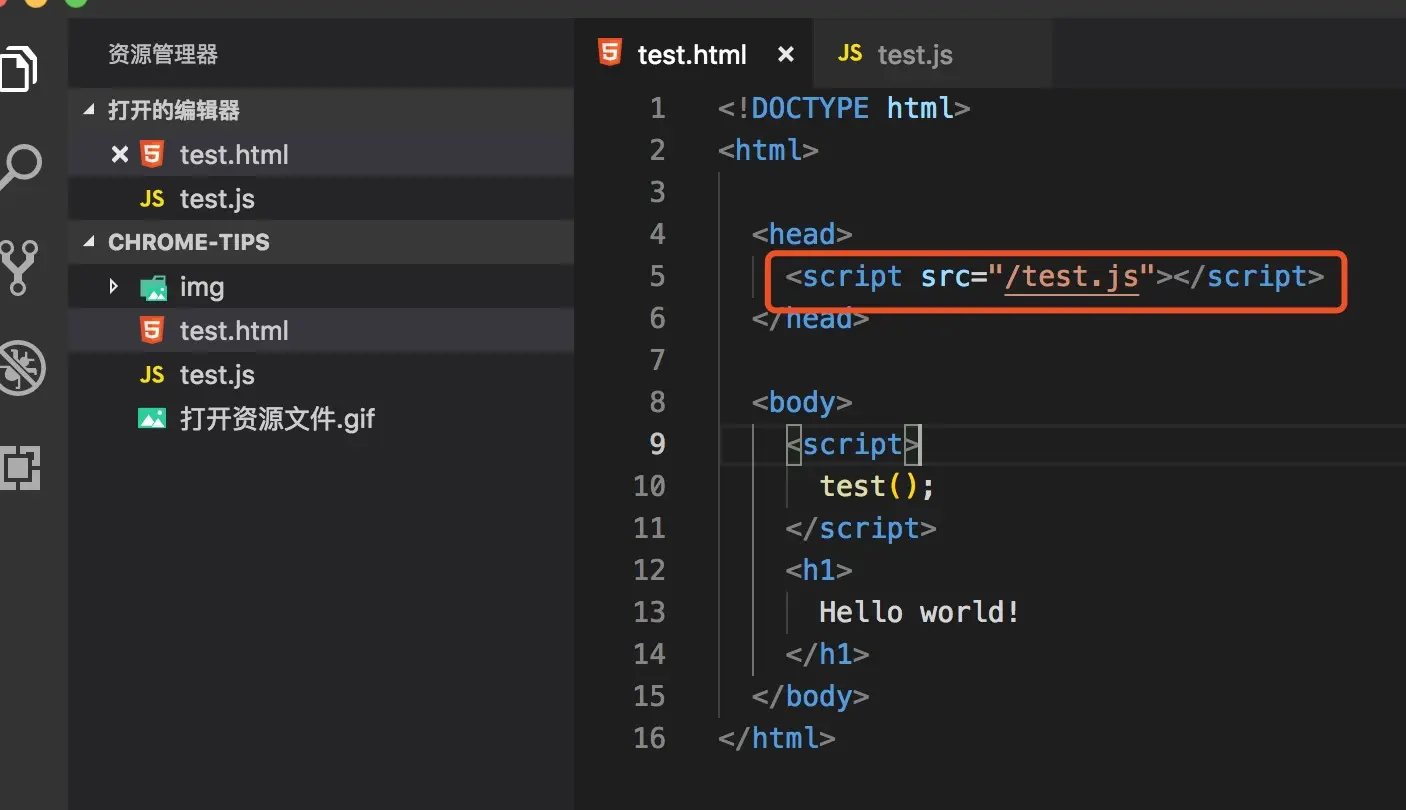 资源管理器
打开的编辑器
test.html
JS test.js
CHROME-TIPS
img
test.html
JS test.js
打开资源文件.gif
test.html JS test.js
1 <!DOCTYPE html>
2 <html>
3
4 <head>
5 <script src="/test.js"></script>
6 </head>
7
8 <body>
9 <script>
10 test();
11 </script>
12 <h1>
13 Hello world!
14 </h1>
15 </body>
16 </html>